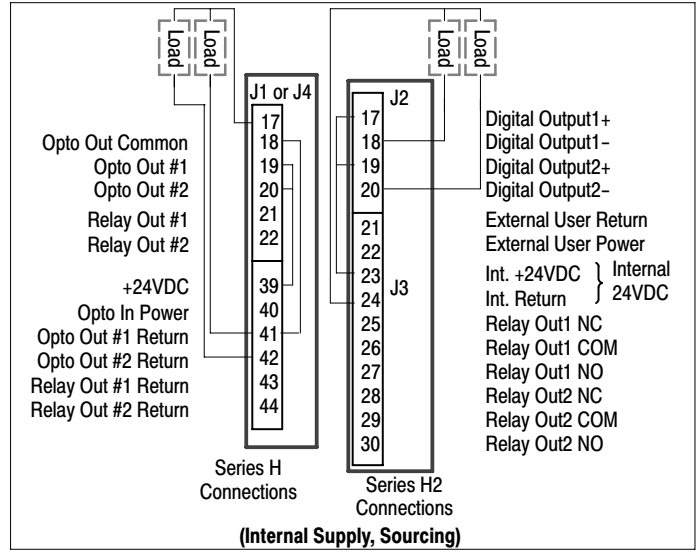 Load Load Load Load
J1 or J4
17
Opto Out Common 18
Opto Out #1 19
Opto Out #2 20
Relay Out #1 21
Relay Out #2 22
+24VDC 39
Opto In Power 40
Opto Out #1 Return 41
Opto Out #2 Return 42
Relay Out #1 Return 43
Relay Out #2 Return 44
Series H
Connections
J2
17 Digital Output1+
18 Digital Output1−
19 Digital Output2+
20 Digital Output2−
21 External User Return
22 External User Power
23 Int. +24VDC } Internal
24 Int. Return 24VDC
J3
25 Relay Out1 NC
26 Relay Out1 COM
27 Relay Out1 NO
28 Relay Out2 NC
29 Relay Out2 COM
30 Relay Out2 NO
Series H2
Connections
(Internal Supply, Sourcing)